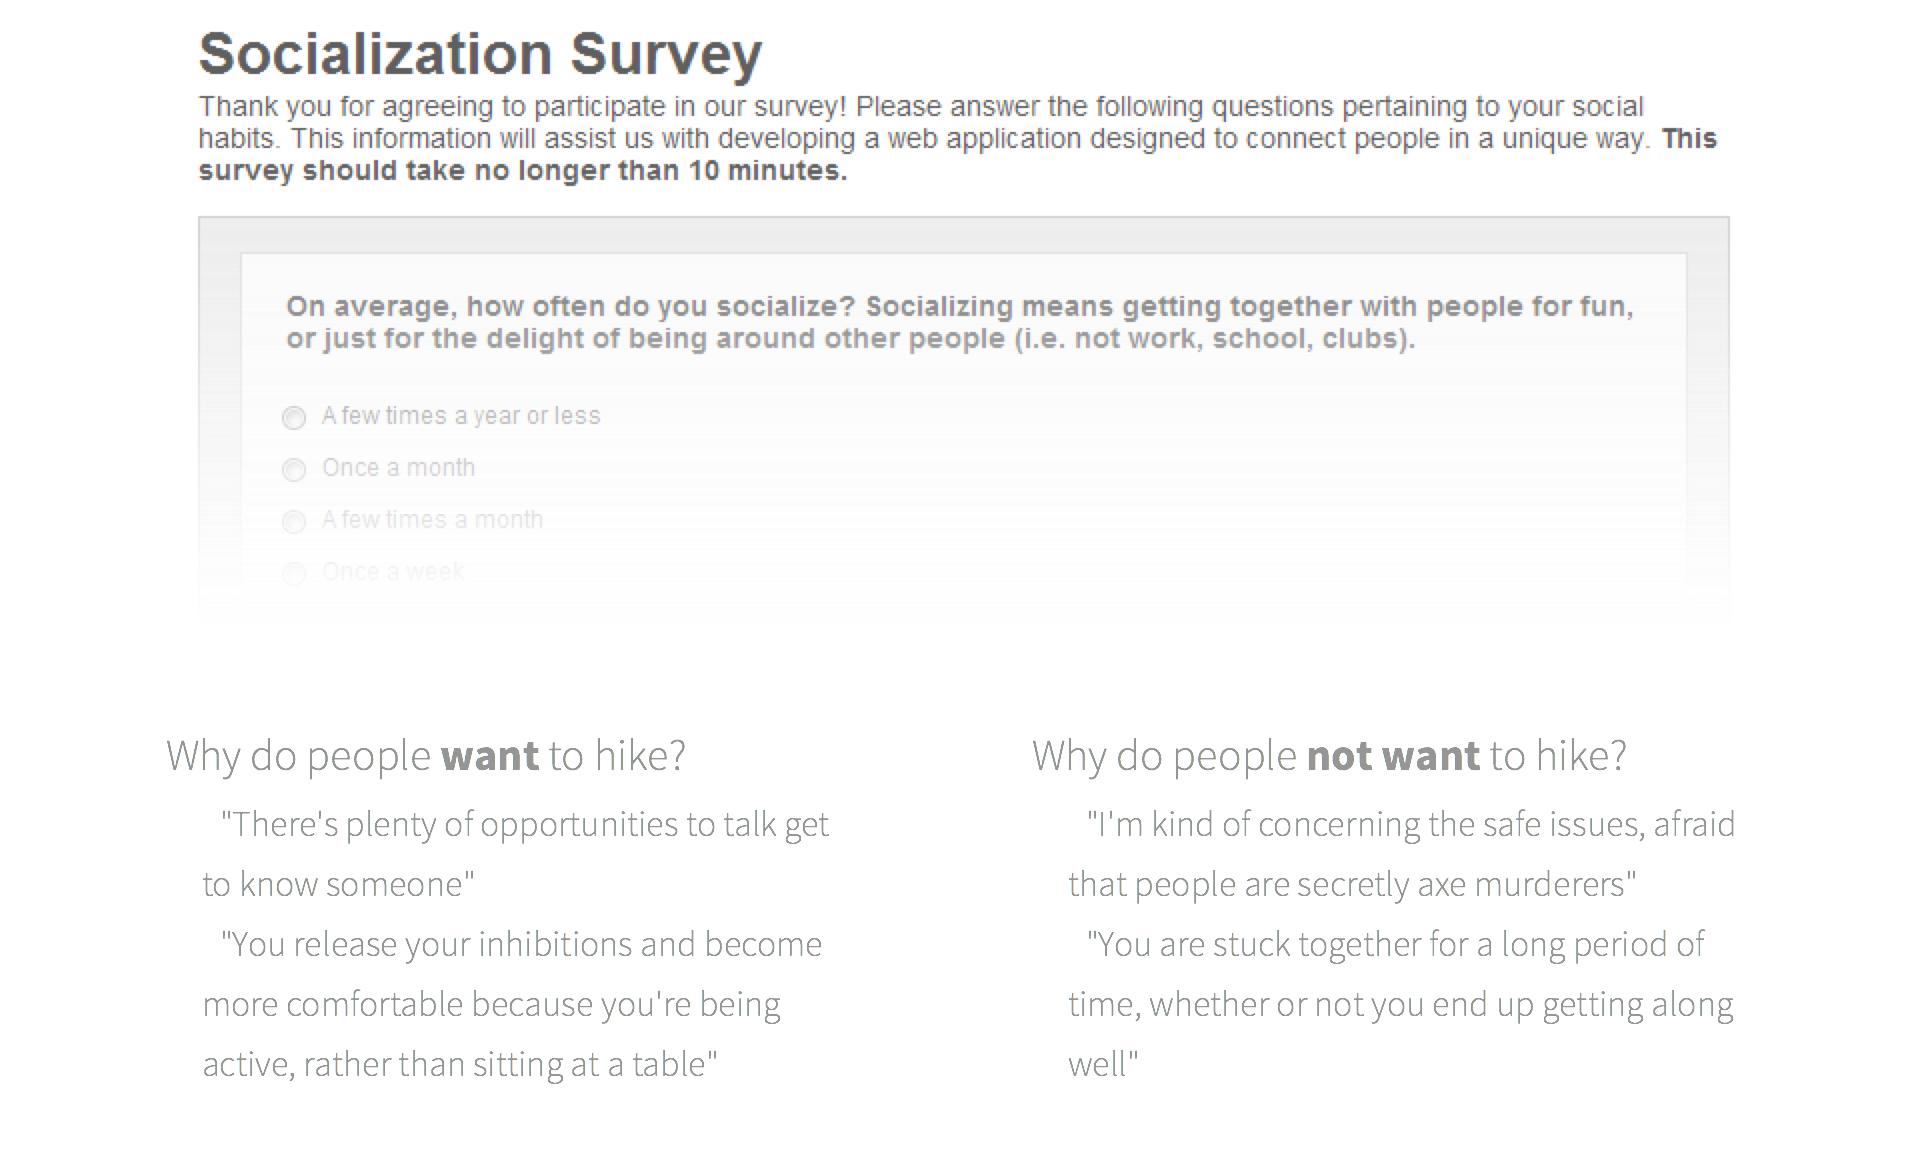 Socialization Survey
Thank you for agreeing to participate in our survey! Please answer the following questions pertaining to your social
habits. This information will assist us with developing a web application designed to connect people in a unique way. This
survey should take no longer than 10 minutes.
On average, how often do you socialize? Socializing means getting together with people for fun,
or just for the delight of being around other people (i.e. not work, school, clubs).
A few times a year or less
Once a month
A few times a month
Once a week
Why do people want to hike?
"There's plenty of opportunities to talk get
to know someone"
"You release your inhibitions and become
more comfortable because you're being
active, rather than sitting at a table"
Why do people not want to hike?
"I'm kind of concerning the safe issues, afraid
that people are secretly axe murderers"
"You are stuck together for a long period of
time, whether or not you end up getting along
well"